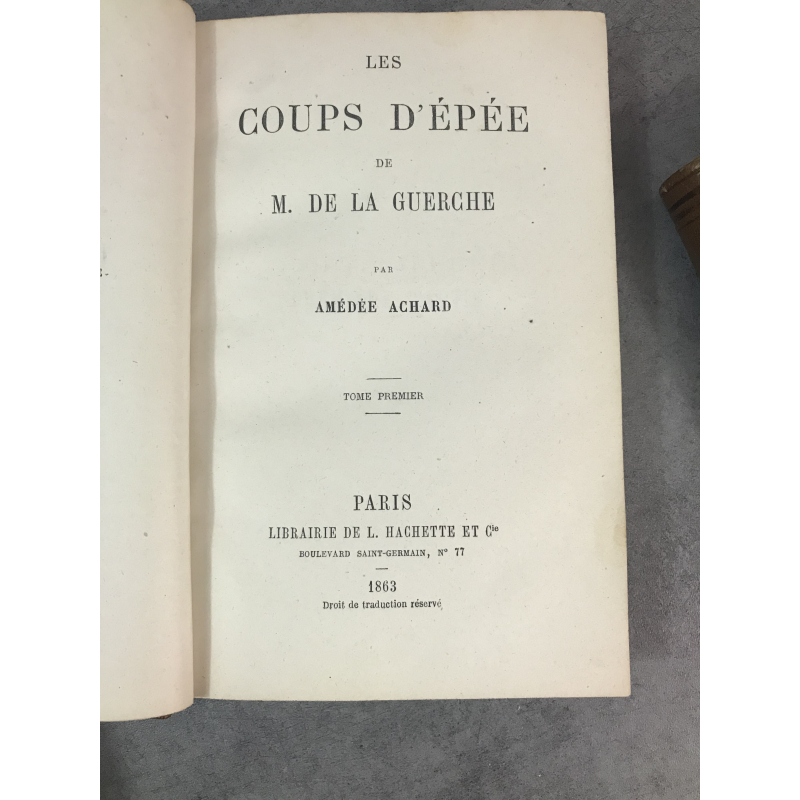 LES
COUPS D'ÉPÉE
DE
M. DE LA GUERCHE
PAR
AMÉDÉE ACHARD
TOME PREMIER
PARIS
LIBRAIRIE DE L. HACHETTE ET Cie
BOULEVARD SAINT-GERMAIN, N° 77
1863
Droit de traduction réservé